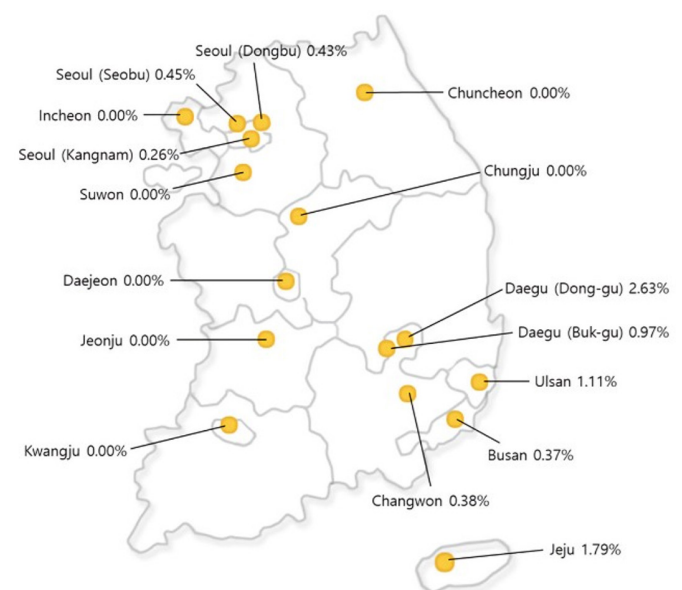 Seoul (Dongbu) 0.43%
Seoul (Seobu) 0.45%
Chuncheon 0.00%
Incheon 0.00%
Seoul (Kangnam) 0.26%
Chungju 0.00%
Suwon 0.00%
Daejeon 0.00%
Daegu (Dong-gu) 2.63%
Daegu (Buk-gu) 0.97%
Jeonju 0.00%
Ulsan 1.11%
Kwangju 0.00%
Busan 0.37%
Changwon 0.38%
Jeju 1.79%